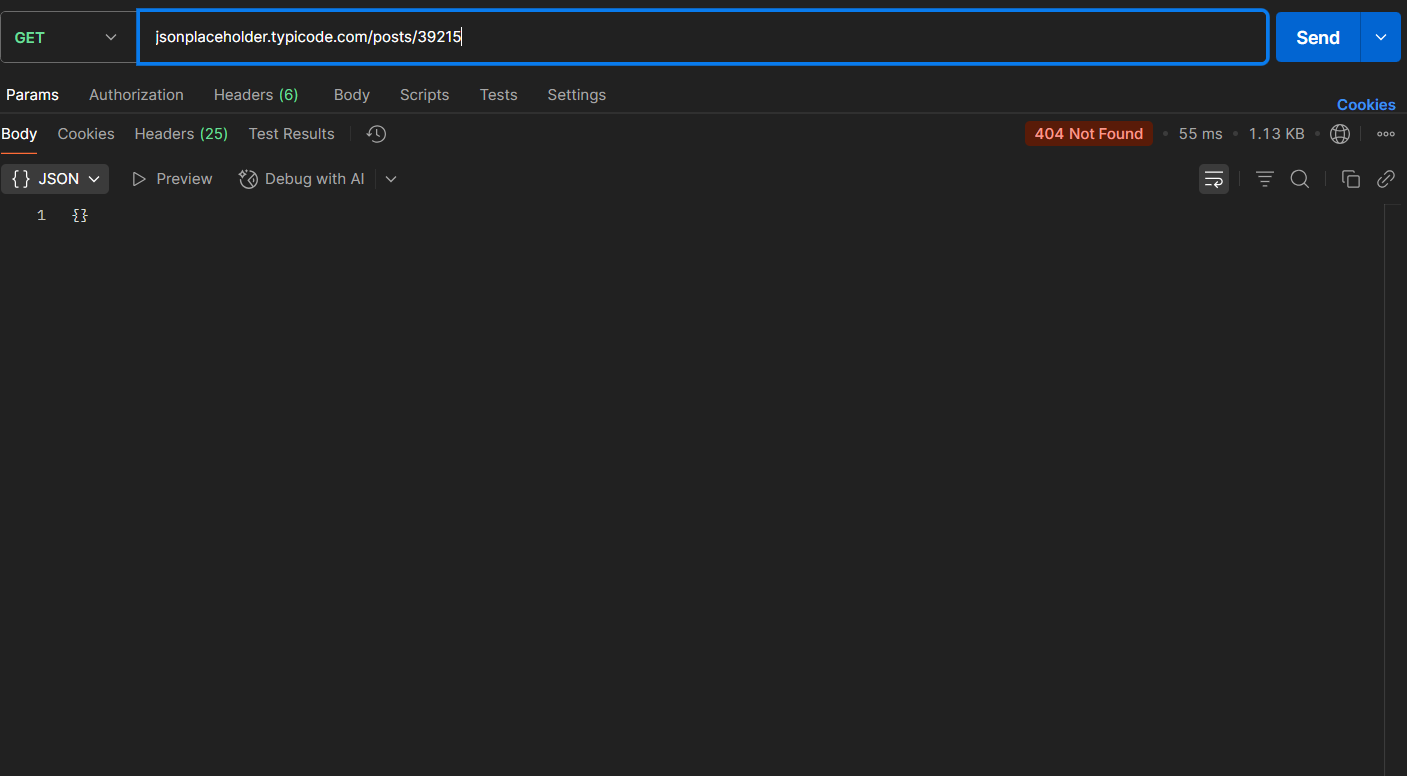 GET jsonplaceholder.typicode.com/posts/39215 Send
Params Authorization Headers (6) Body Scripts Tests Settings Cookies
Body Cookies Headers (25) Test Results 404 Not Found • 55 ms • 1.13 KB •
{} JSON Preview Debug with AI
1 {}